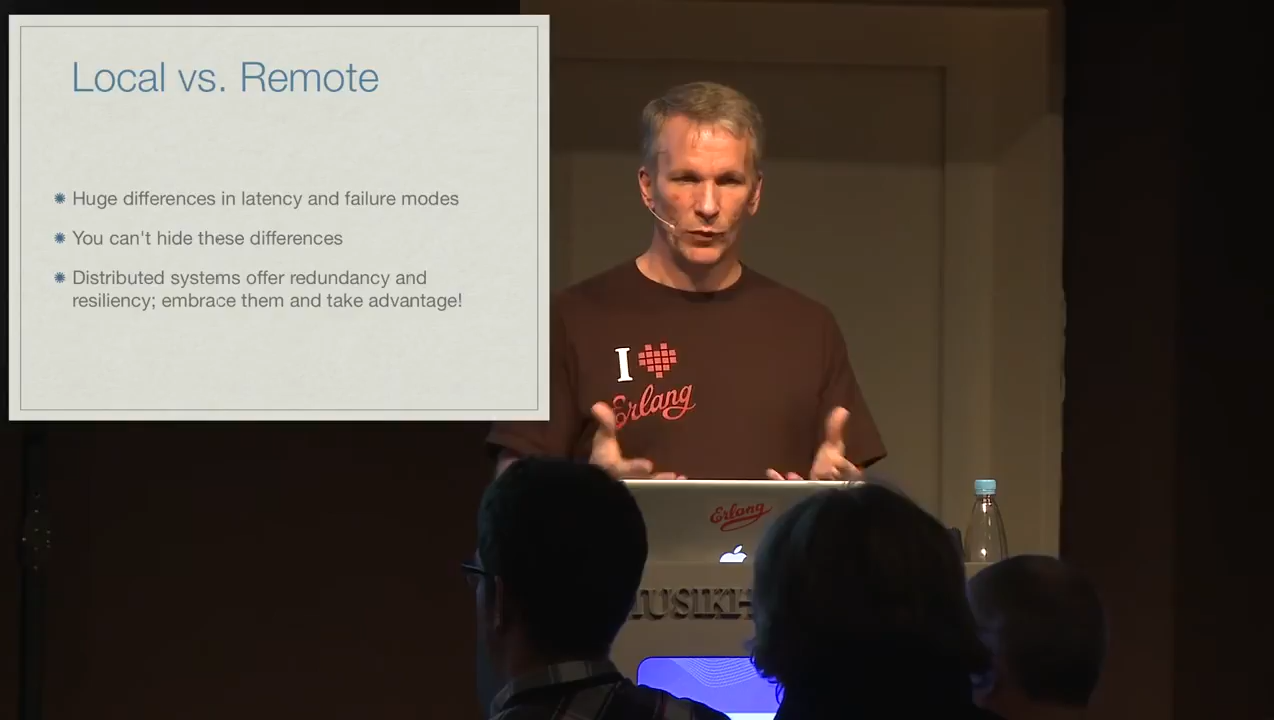 Local vs. Remote
Huge differences in latency and failure modes
You can't hide these differences
Distributed systems offer redundancy and
resiliency; embrace them and take advantage!
I
Erlang
Erlang